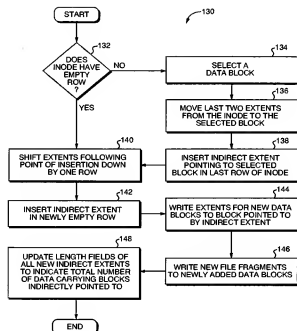 START
130
132
DOES
INODE HAVE
EMPTY
ROW
?
NO
YES
134
SELECT A
DATA BLOCK
136
MOVE LAST TWO EXTENTS
FROM THE INODE TO
THE SELECTED BLOCK
138
INSERT INDIRECT EXTENT
POINTING TO SELECTED
BLOCK IN LAST ROW OF INODE
140
SHIFT EXTENTS FOLLOWING
POINT OF INSERTION DOWN
BY ONE ROW
142
INSERT INDIRECT EXTENT
IN NEWLY EMPTY ROW
144
WRITE EXTENTS FOR NEW DATA
BLOCKS TO BLOCK POINTED TO
BY INDIRECT EXTENT
146
WRITE NEW FILE FRAGMENTS
TO NEWLY ADDED DATA BLOCKS
148
UPDATE LENGTH FIELDS OF
ALL NEW INDIRECT EXTENTS
TO INDICATE TOTAL NUMBER
OF DATA CARRYING BLOCKS
INDIRECTLY POINTED TO
END